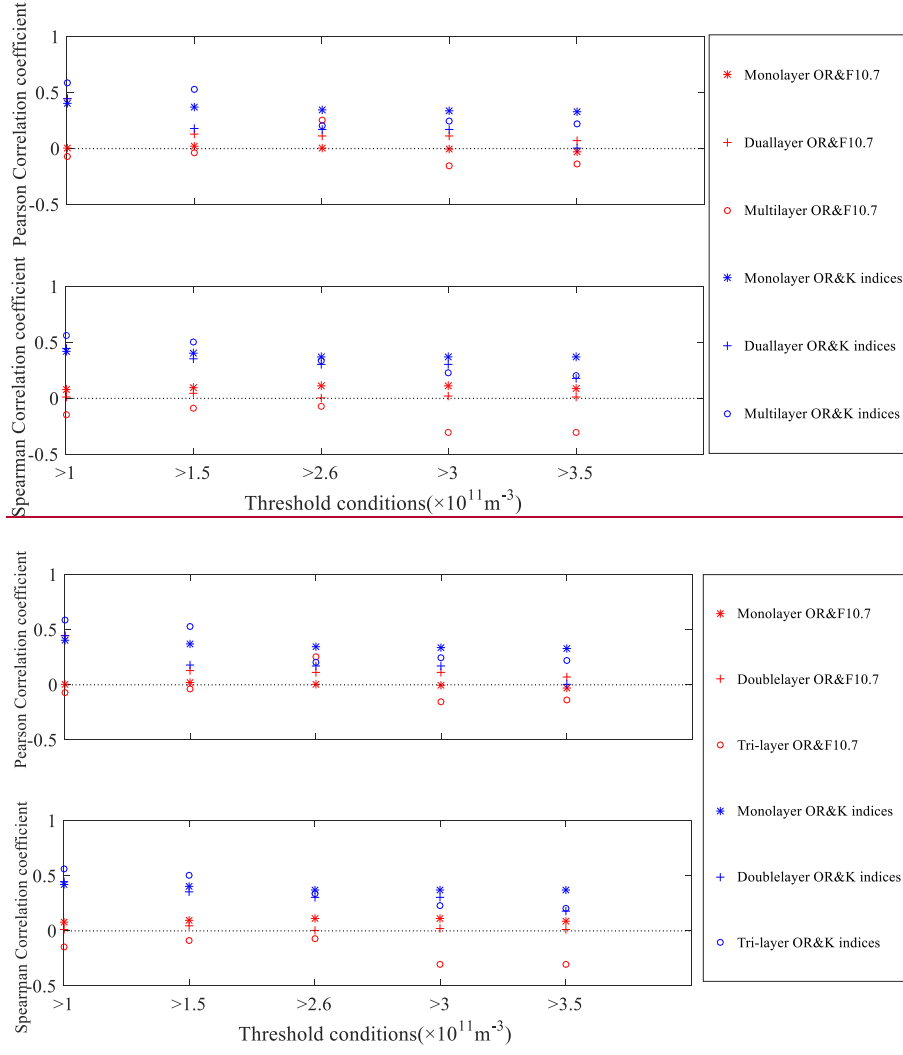 Pearson Correlation coefficient
1
0.5
0
-0.5
Spearman Correlation coefficient
1
0.5
0
-0.5
>1 >1.5 >2.6 >3 >3.5
Threshold conditions(×10¹¹m⁻³)
Monolayer OR&F10.7
Duallayer OR&F10.7
Multilayer OR&F10.7
Monolayer OR&K indices
Duallayer OR&K indices
Multilayer OR&K indices
Pearson Correlation coefficient
1
0.5
0
-0.5
Spearman Correlation coefficient
1
0.5
0
-0.5
>1 >1.5 >2.6 >3 >3.5
Threshold conditions(×10¹¹m⁻³)
Monolayer OR&F10.7
Doublelayer OR&F10.7
Tri-layer OR&F10.7
Monolayer OR&K indices
Doublelayer OR&K indices
Tri-layer OR&K indices